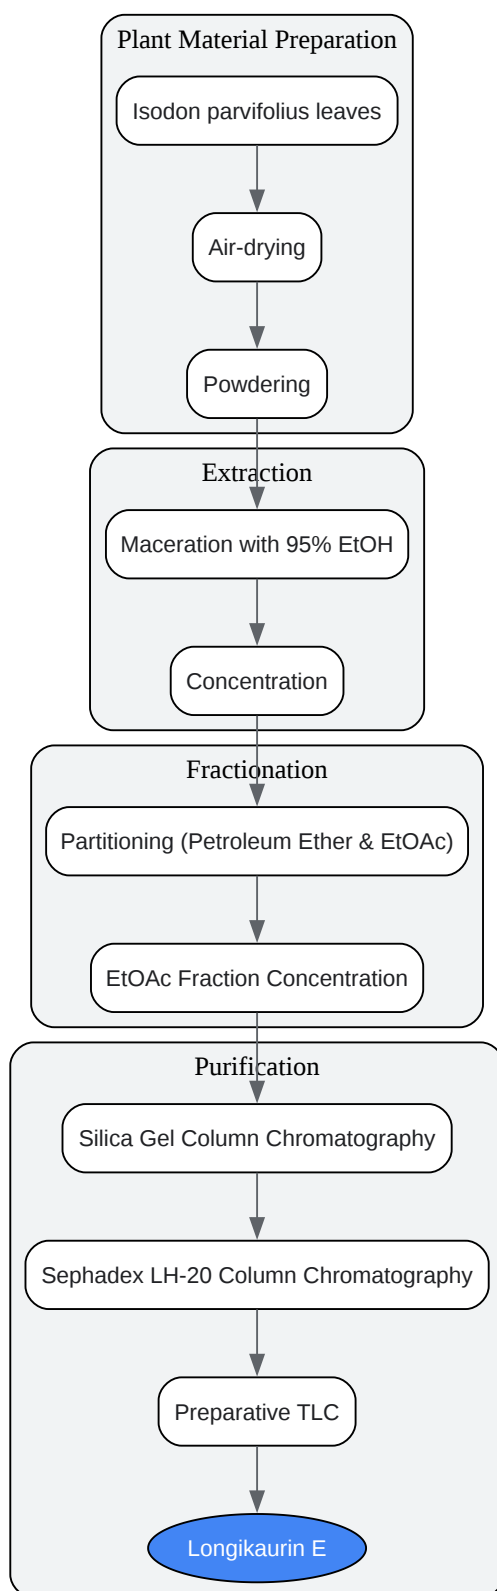 Plant Material Preparation
Isodon parvifolius leaves
Air-drying
Powdering
Extraction
Maceration with 95% EtOH
Concentration
Fractionation
Partitioning (Petroleum Ether & EtOAc)
EtOAc Fraction Concentration
Purification
Silica Gel Column Chromatography
Sephadex LH-20 Column Chromatography
Preparative TLC
Longikaurin E